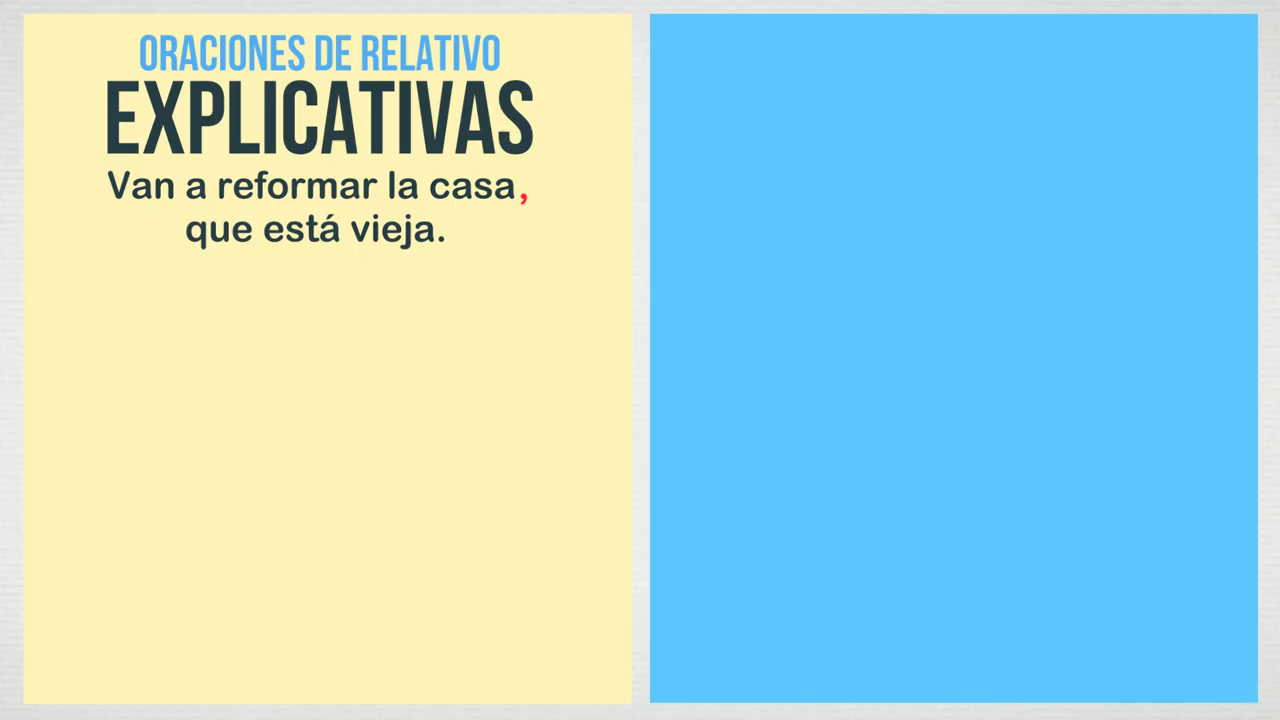 ORACIONES DE RELATIVO
EXPLICATIVAS
Van a reformar la casa,
que está vieja.